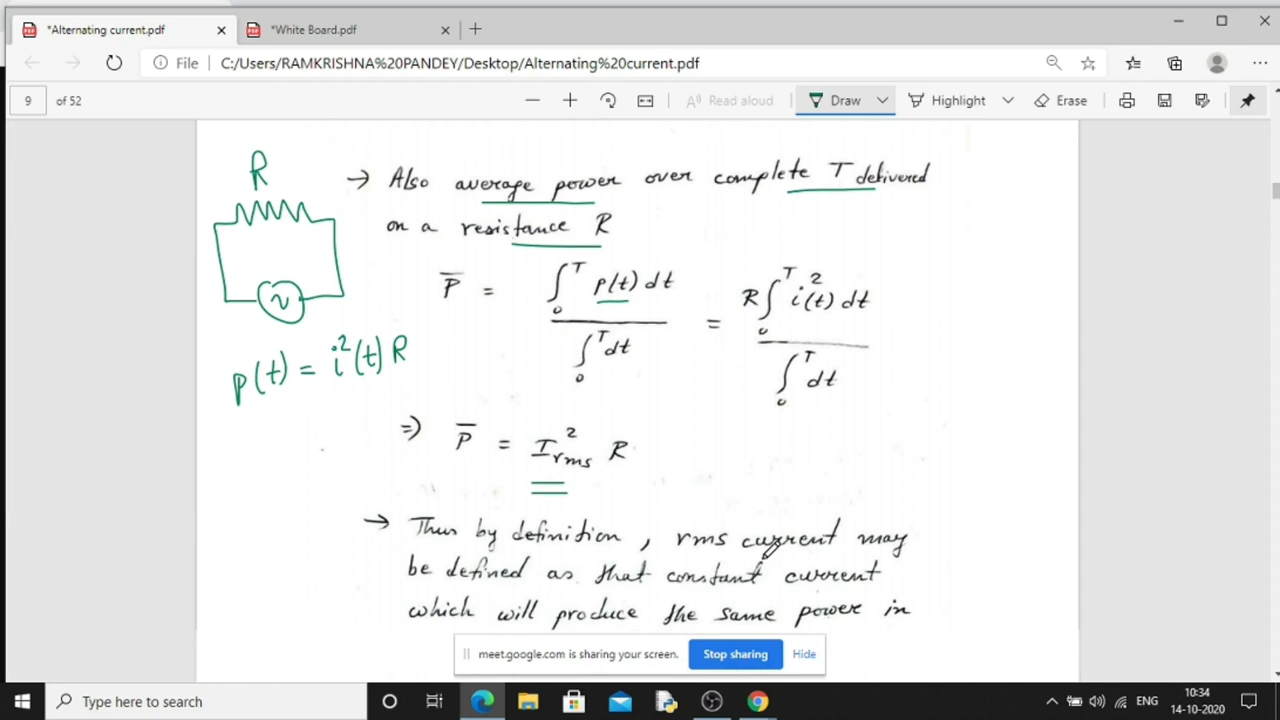 *Alternating current.pdf
*White Board.pdf
File
C:/Users/RAMKRISHNA%20PANDEY/Desktop/Alternating%20current.pdf
9 of 52
Read aloud
Draw
Highlight
Erase
R
→ Also average power over complete T delivered
on a resistance R
P̅ = ∫₀ᵀ p(t) dt / ∫₀ᵀ dt = R ∫₀ᵀ i²(t) dt / ∫₀ᵀ dt
p(t) = i²(t) R
⇒ P̅ = I²rms R
→ Thus by definition, rms current may
be defined as that constant current
which will produce the same power in
meet.google.com is sharing your screen.
Stop sharing
Hide
Type here to search
ENG
10:34
14-10-2020